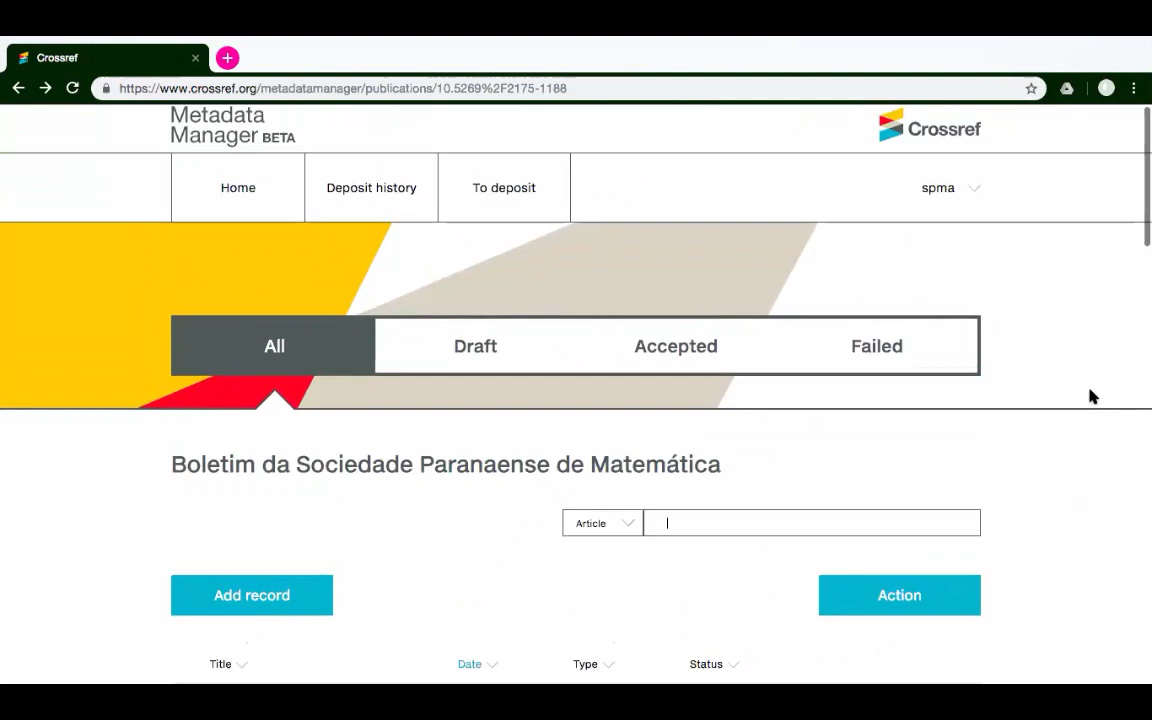 Crossref
https://www.crossref.org/metadatamanager/publications/10.5269%2F2175-1188
Metadata
Manager BETA
Crossref
Home
Deposit history
To deposit
spma
All
Draft
Accepted
Failed
Boletim da Sociedade Paranaense de Matemática
Article
Add record
Action
Title
Date
Type
Status